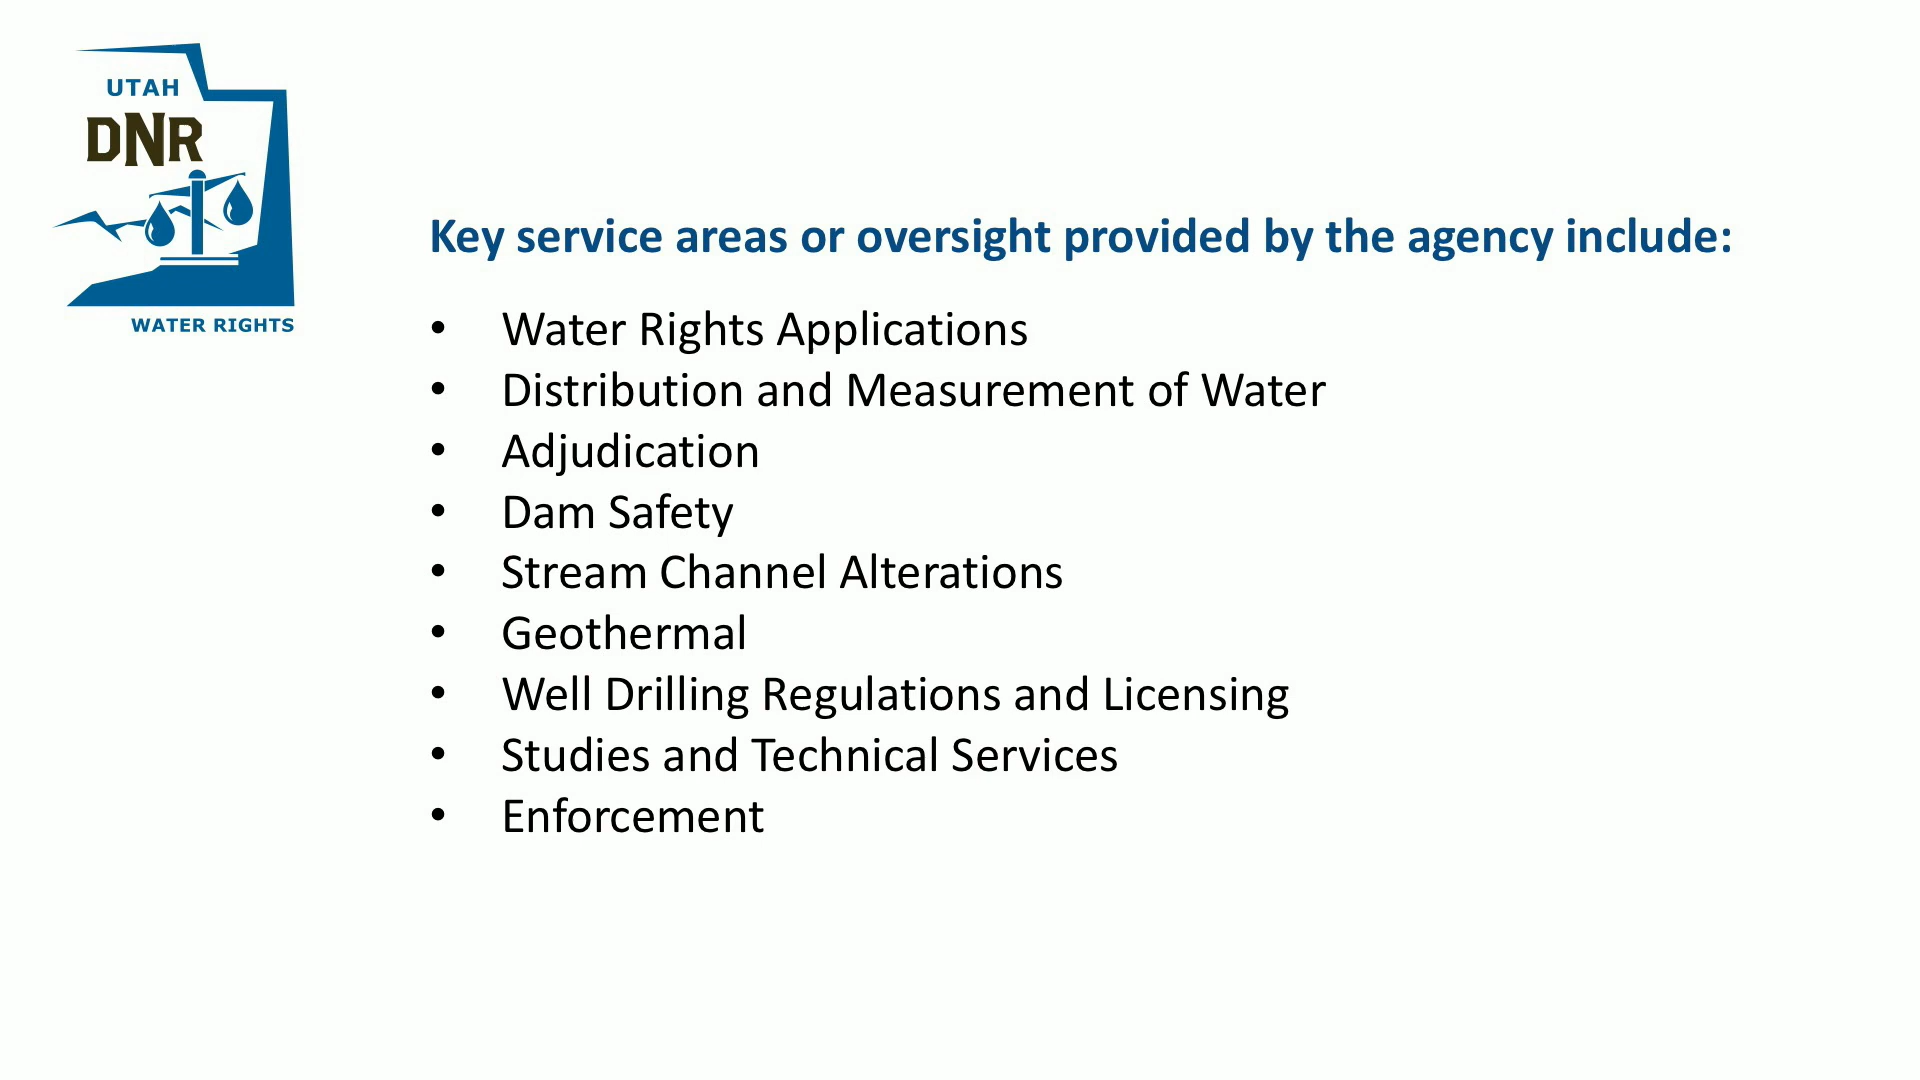 UTAH
DNR
WATER RIGHTS
Key service areas or oversight provided by the agency include:
• Water Rights Applications
• Distribution and Measurement of Water
• Adjudication
• Dam Safety
• Stream Channel Alterations
• Geothermal
• Well Drilling Regulations and Licensing
• Studies and Technical Services
• Enforcement